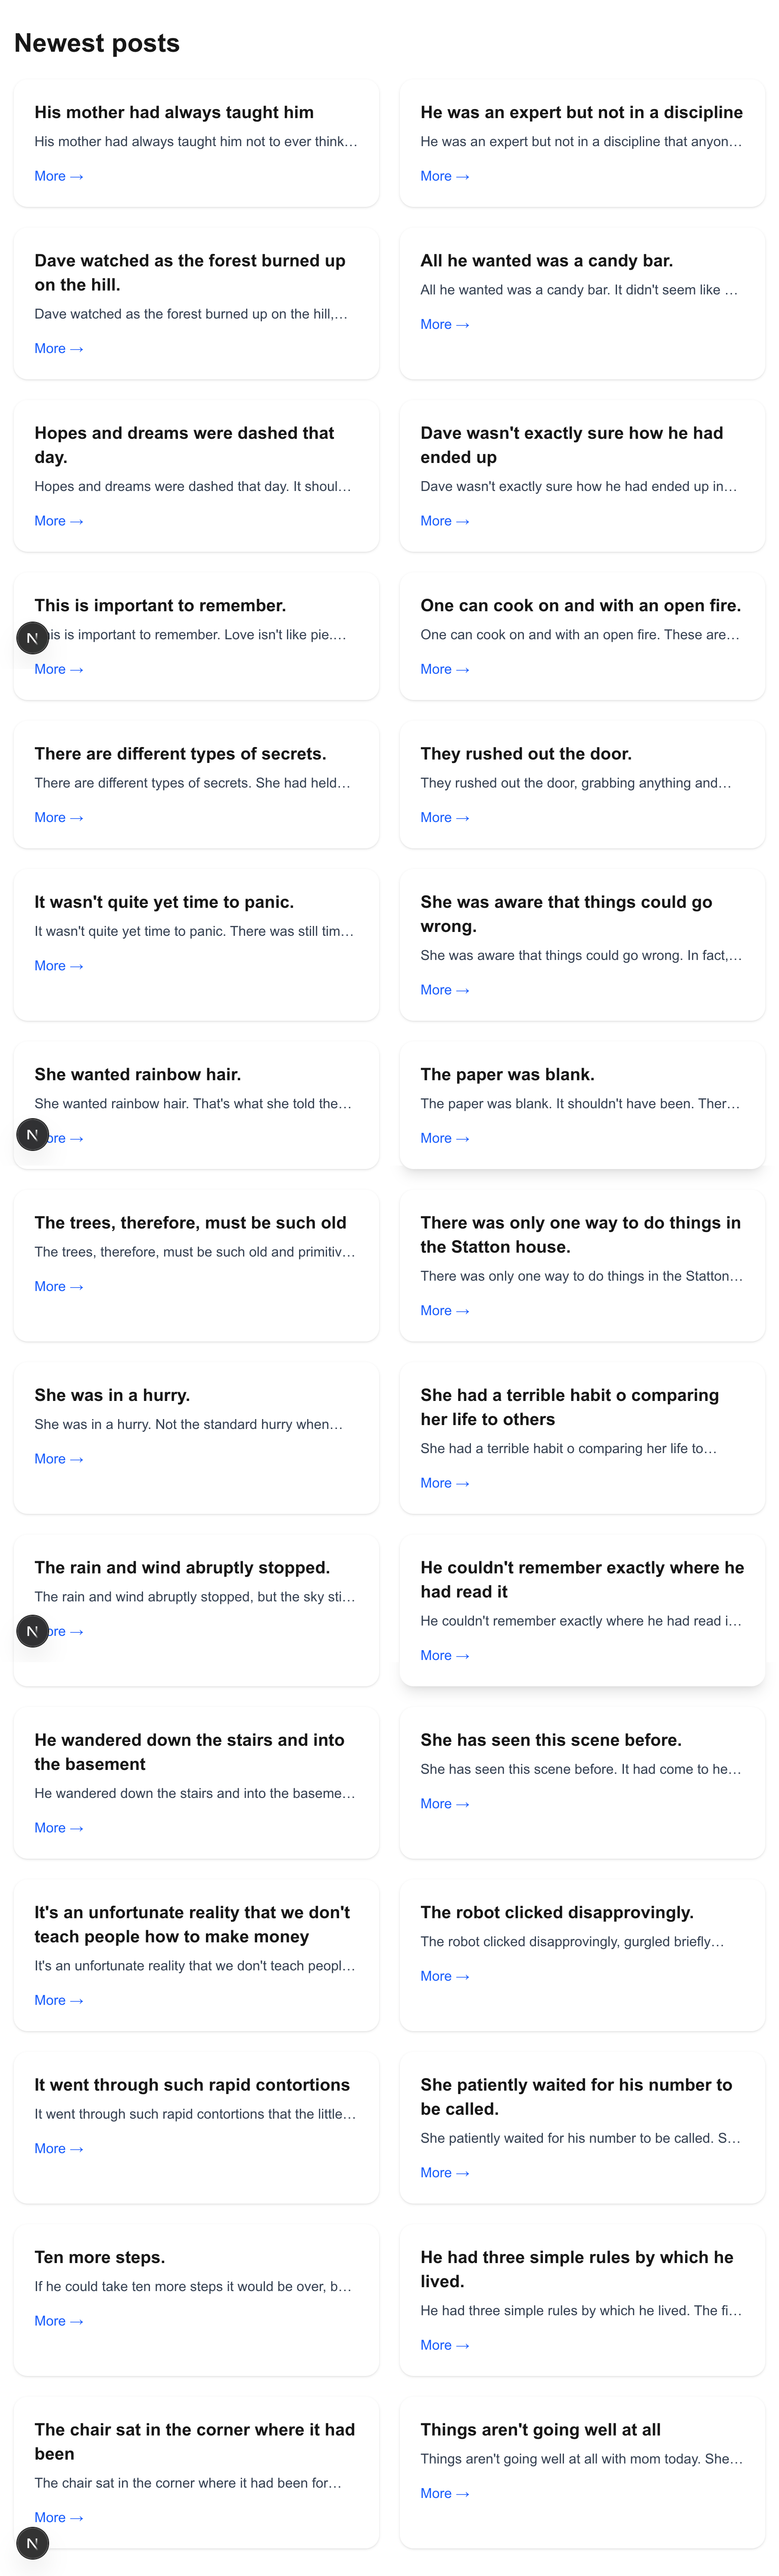 Newest posts
His mother had always taught him
His mother had always taught him not to ever think…
More →
He was an expert but not in a discipline
He was an expert but not in a discipline that anyon…
More →
Dave watched as the forest burned up
on the hill.
Dave watched as the forest burned up on the hill,…
More →
All he wanted was a candy bar.
All he wanted was a candy bar. It didn't seem like …
More →
Hopes and dreams were dashed that
day.
Hopes and dreams were dashed that day. It shoul…
More →
Dave wasn't exactly sure how he had
ended up
Dave wasn't exactly sure how he had ended up in…
More →
This is important to remember.
is is important to remember. Love isn't like pie.…
More →
One can cook on and with an open fire.
One can cook on and with an open fire. These are…
More →
There are different types of secrets.
There are different types of secrets. She had held…
More →
They rushed out the door.
They rushed out the door, grabbing anything and…
More →
It wasn't quite yet time to panic.
It wasn't quite yet time to panic. There was still tim…
More →
She was aware that things could go
wrong.
She was aware that things could go wrong. In fact,…
More →
She wanted rainbow hair.
She wanted rainbow hair. That's what she told the…
ore →
The paper was blank.
The paper was blank. It shouldn't have been. Ther…
More →
The trees, therefore, must be such old
The trees, therefore, must be such old and primitiv…
More →
There was only one way to do things in
the Statton house.
There was only one way to do things in the Statton…
More →
She was in a hurry.
She was in a hurry. Not the standard hurry when…
More →
She had a terrible habit o comparing
her life to others
She had a terrible habit o comparing her life to…
More →
The rain and wind abruptly stopped.
The rain and wind abruptly stopped, but the sky sti…
ore →
He couldn't remember exactly where he
had read it
He couldn't remember exactly where he had read i…
More →
He wandered down the stairs and into
the basement
He wandered down the stairs and into the baseme…
More →
She has seen this scene before.
She has seen this scene before. It had come to he…
More →
It's an unfortunate reality that we don't
teach people how to make money
It's an unfortunate reality that we don't teach peopl…
More →
The robot clicked disapprovingly.
The robot clicked disapprovingly, gurgled briefly…
More →
It went through such rapid contortions
It went through such rapid contortions that the little…
More →
She patiently waited for his number to
be called.
She patiently waited for his number to be called. S…
More →
Ten more steps.
If he could take ten more steps it would be over, b…
More →
He had three simple rules by which he
lived.
He had three simple rules by which he lived. The fi…
More →
The chair sat in the corner where it had
been
The chair sat in the corner where it had been for…
More →
Things aren't going well at all
Things aren't going well at all with mom today. She…
More →
N